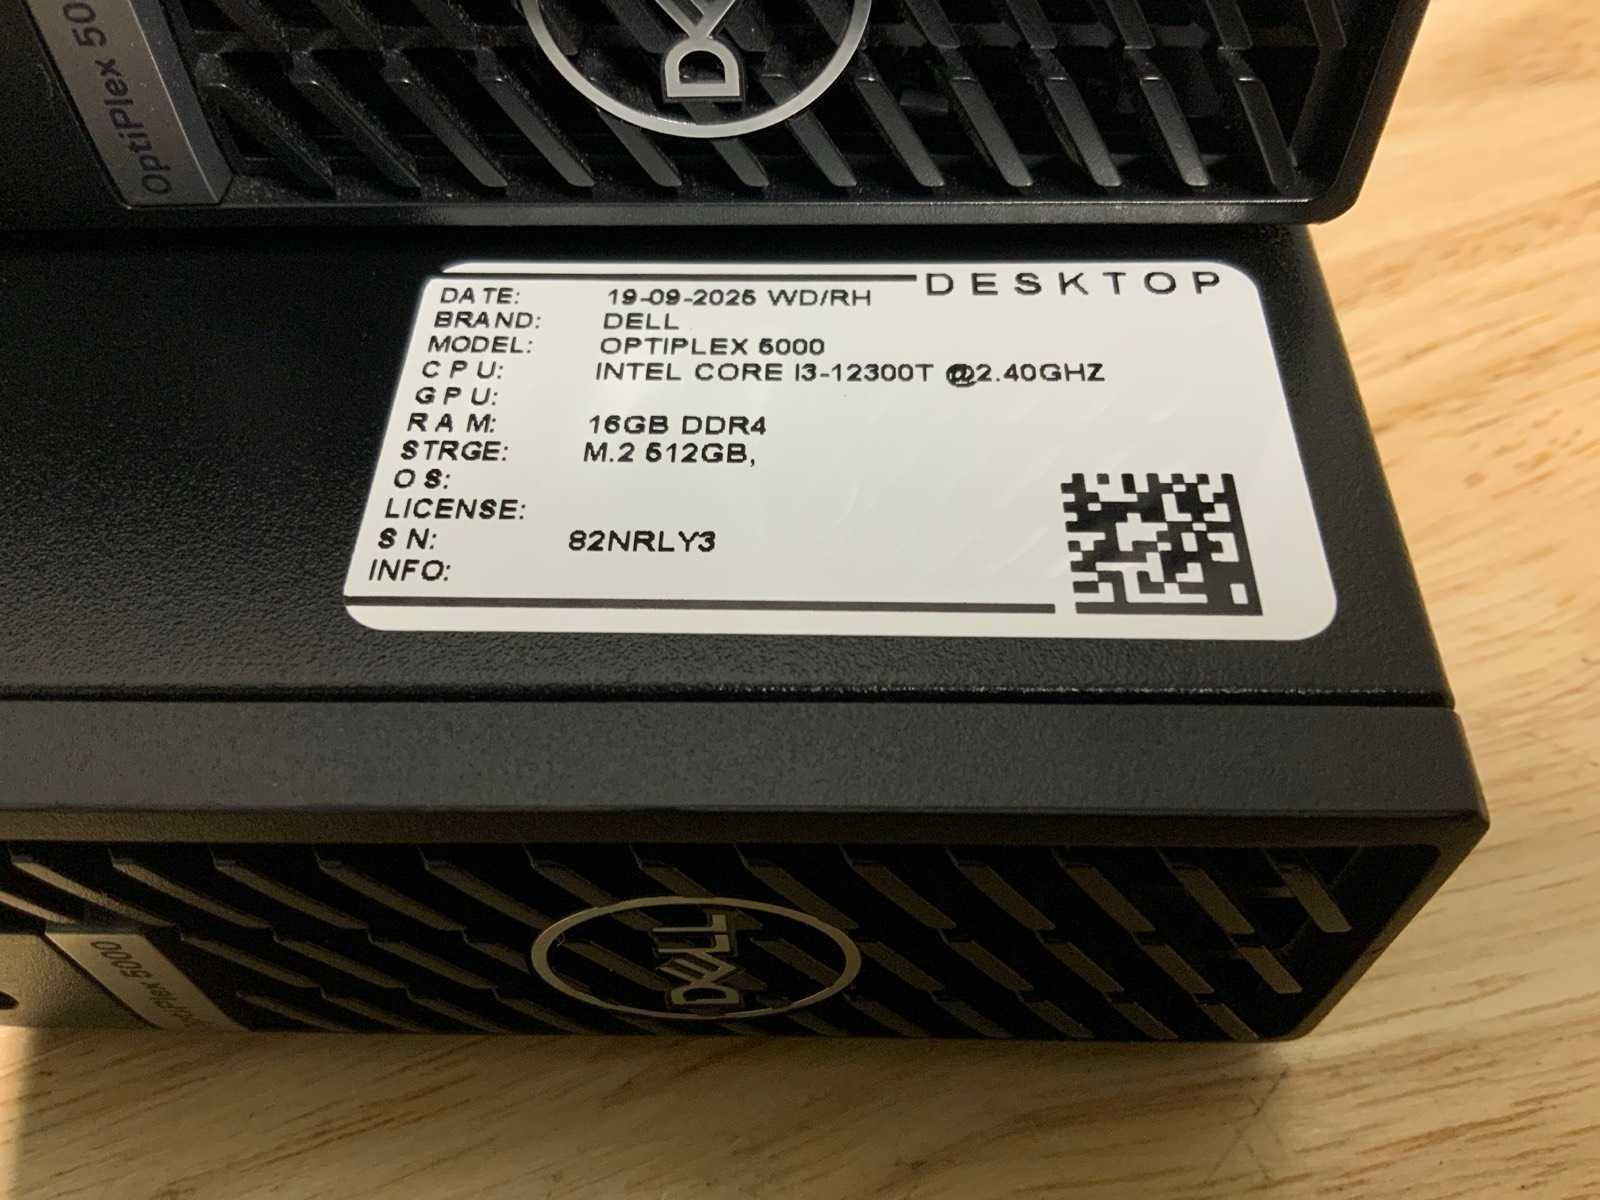 OptiPlex 50
DELL
DESKTOP
DATE: 19-09-2025 WD/RH
BRAND: DELL
MODEL: OPTIPLEX 5000
CPU: INTEL CORE I3-12300T @2.40GHZ
GPU:
RAM: 16GB DDR4
STRGE: M.2 512GB,
OS:
LICENSE:
SN: 82NRLY3
INFO:
DELL
OptiPlex 5000